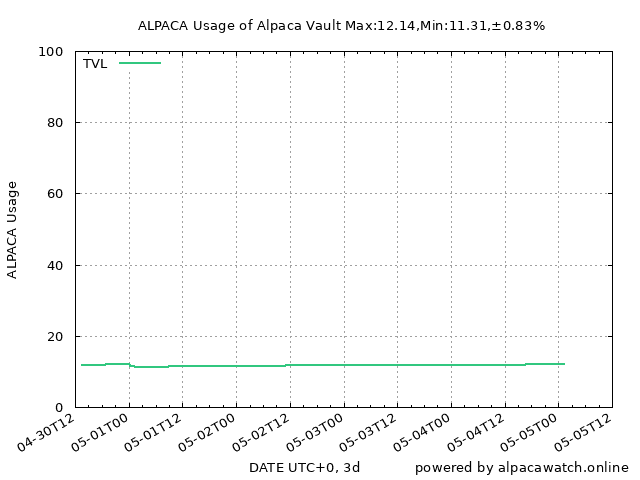 ALPACA Usage of Alpaca Vault Max:12.14,Min:11.31,±0.83%
TVL
ALPACA Usage
100
80
60
40
20
0
04-30T12
05-01T00
05-01T12
05-02T00
05-02T12
05-03T00
05-03T12
05-04T00
05-04T12
05-05T00
05-05T12
DATE UTC+0, 3d
powered by alpacawatch.online